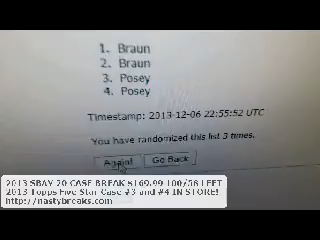 1. Braun
2. Braun
3. Posey
4. Posey
Timestamp: 2013-12-06 22:55:52 UTC
You have randomized this list 3 times.
Again! Go Back
2013 SBAY 20 CASE BREAK $169.99 100/58 LEFT
2013 Topps Five Star Case #3 and #4 IN STORE!
http://nastybreaks.com